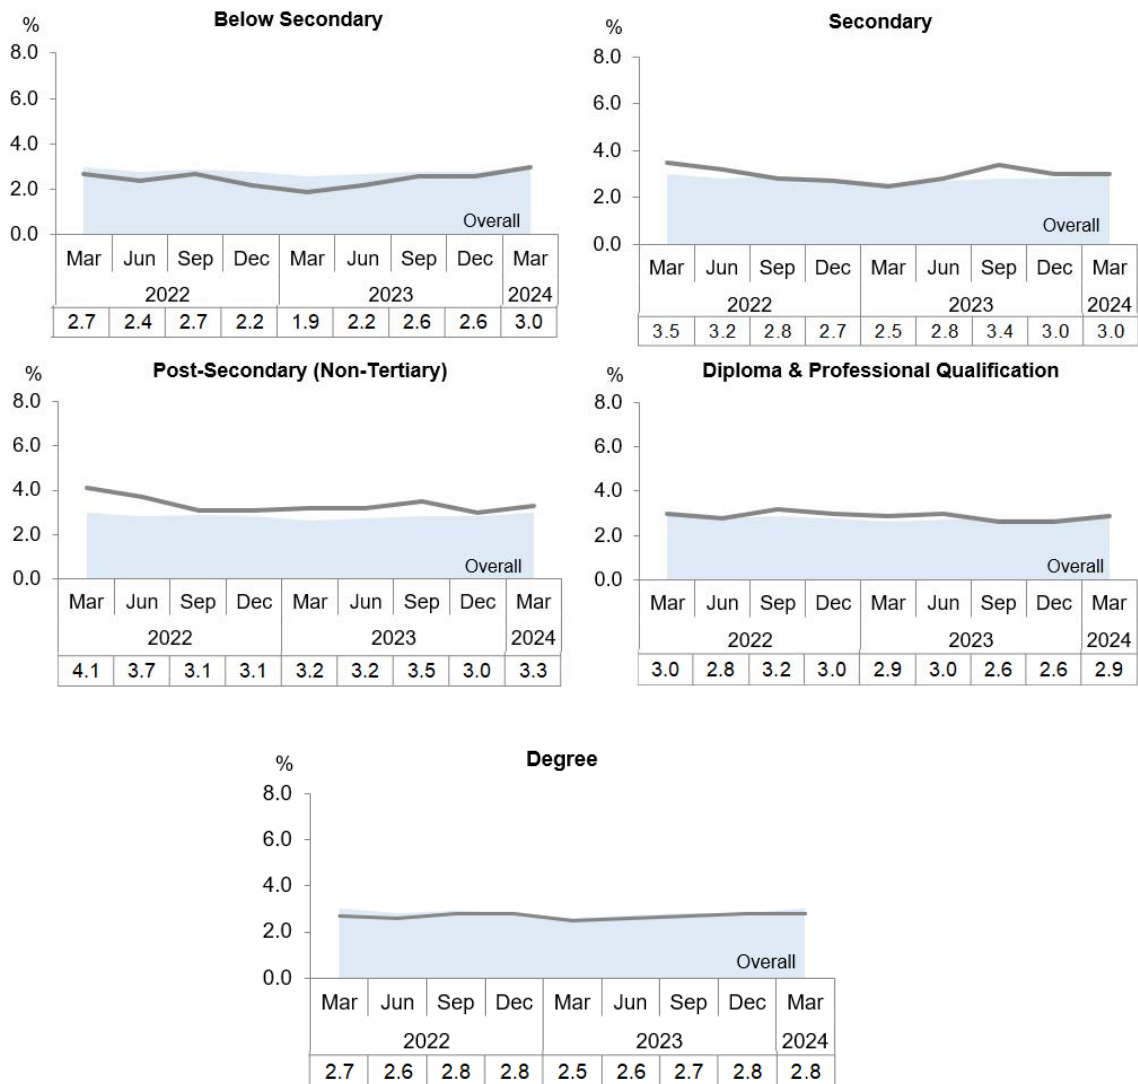 Below Secondary
%
8.0
6.0
4.0
2.0
0.0
Overall
Mar Jun Sep Dec Mar Jun Sep Dec Mar
2022 2023 2024
2.7 2.4 2.7 2.2 1.9 2.2 2.6 2.6 3.0
Secondary
%
8.0
6.0
4.0
2.0
0.0
Overall
Mar Jun Sep Dec Mar Jun Sep Dec Mar
2022 2023 2024
3.5 3.2 2.8 2.7 2.5 2.8 3.4 3.0 3.0
Post-Secondary (Non-Tertiary)
%
8.0
6.0
4.0
2.0
0.0
Overall
Mar Jun Sep Dec Mar Jun Sep Dec Mar
2022 2023 2024
4.1 3.7 3.1 3.1 3.2 3.2 3.5 3.0 3.3
Diploma & Professional Qualification
%
8.0
6.0
4.0
2.0
0.0
Overall
Mar Jun Sep Dec Mar Jun Sep Dec Mar
2022 2023 2024
3.0 2.8 3.2 3.0 2.9 3.0 2.6 2.6 2.9
Degree
%
8.0
6.0
4.0
2.0
0.0
Overall
Mar Jun Sep Dec Mar Jun Sep Dec Mar
2022 2023 2024
2.7 2.6 2.8 2.8 2.5 2.6 2.7 2.8 2.8